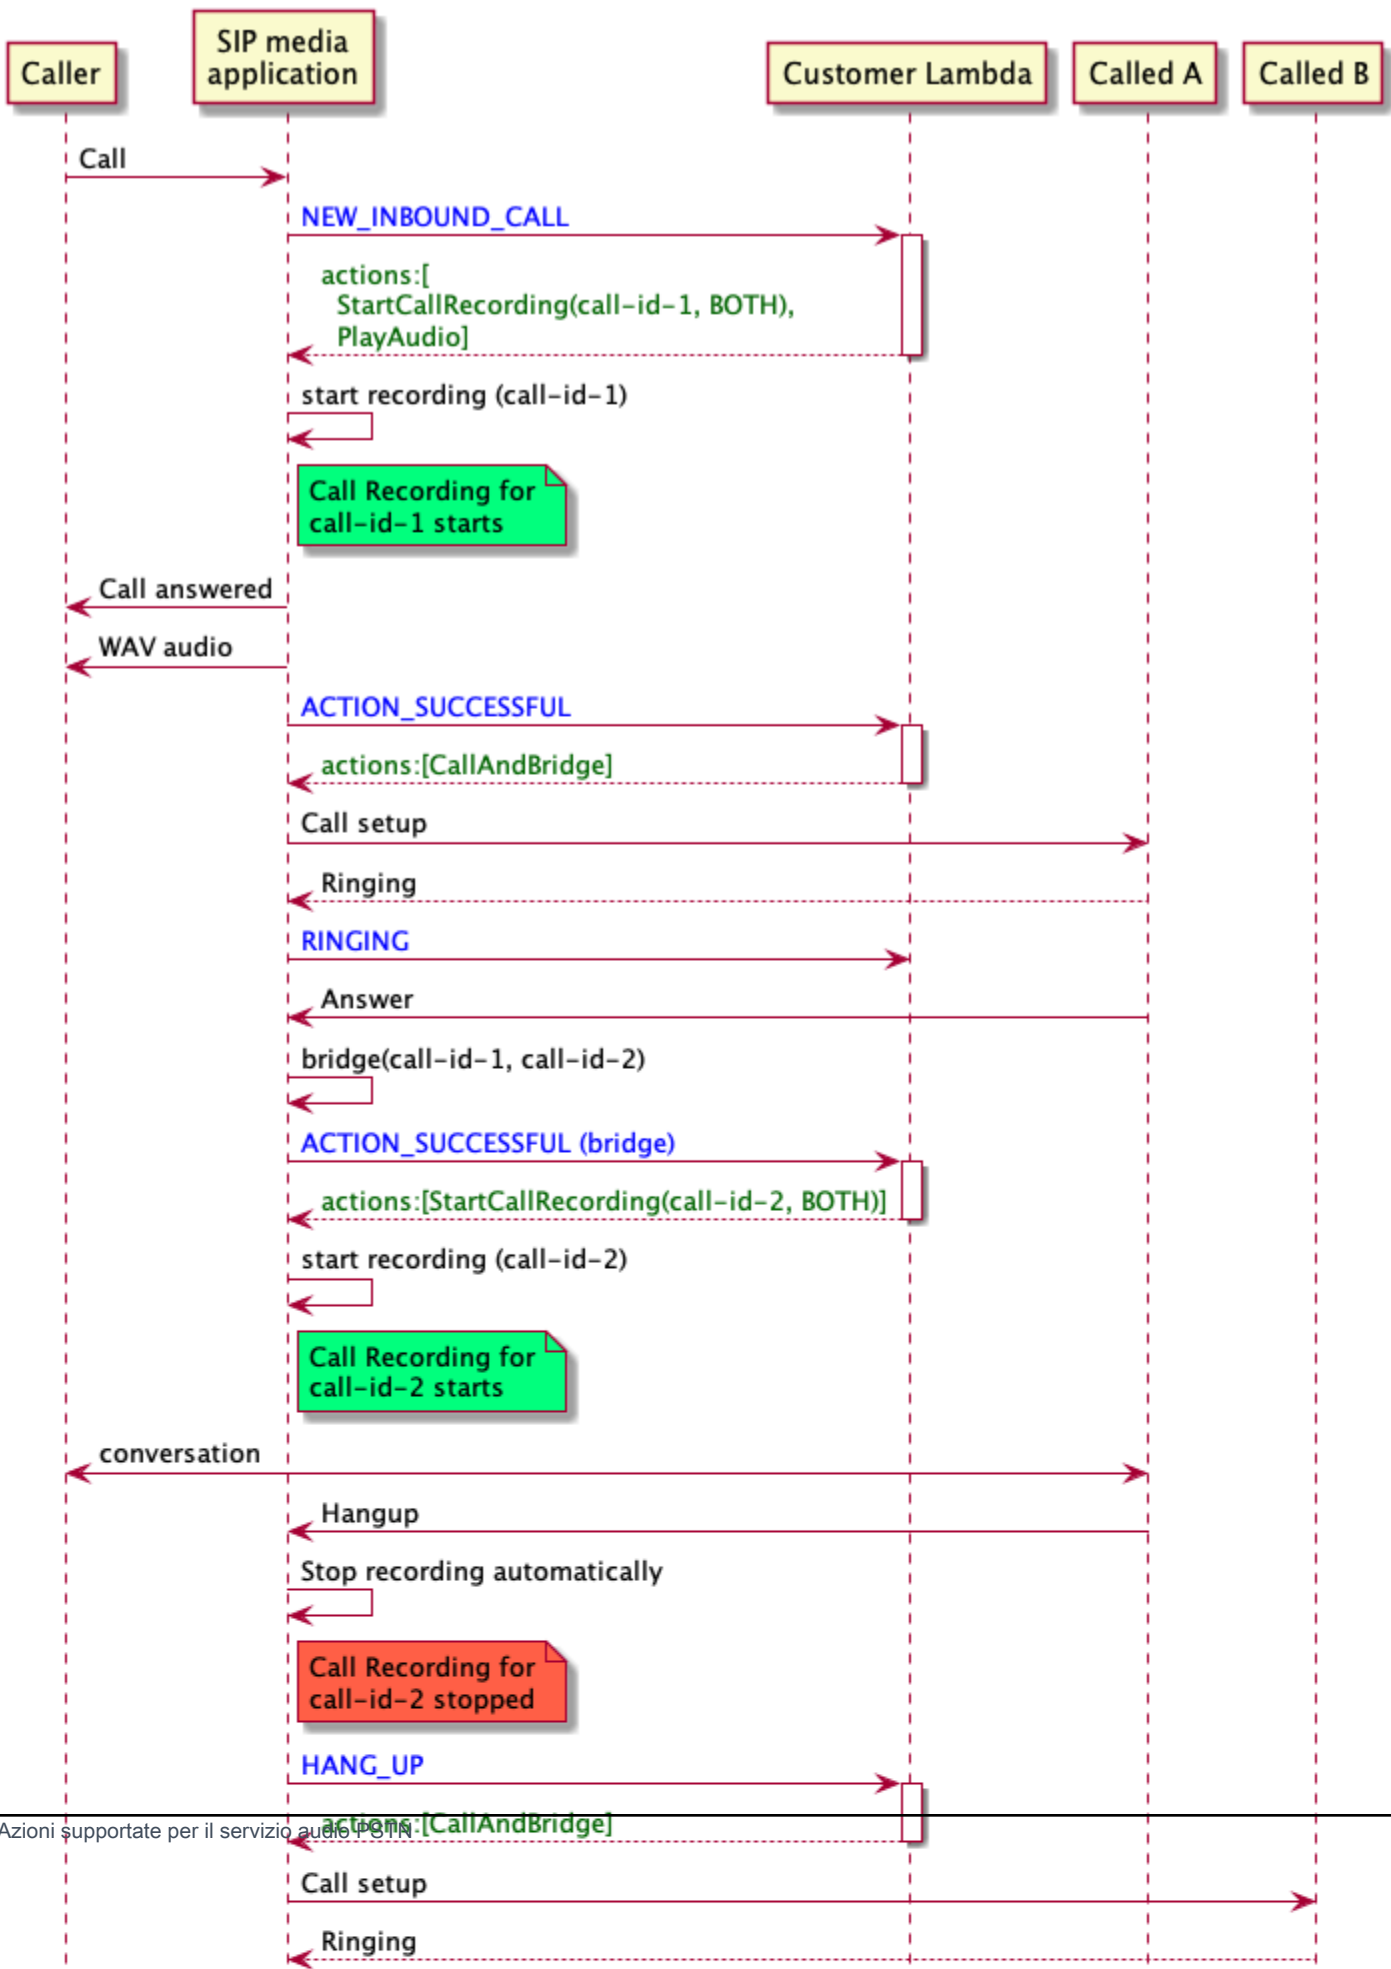 Caller
SIP media
application
Customer Lambda
Called A
Called B
Call
NEW_INBOUND_CALL
actions:[
StartCallRecording(call-id-1, BOTH),
PlayAudio]
start recording (call-id-1)
Call Recording for
call-id-1 starts
Call answered
WAV audio
ACTION_SUCCESSFUL
actions:[CallAndBridge]
Call setup
Ringing
RINGING
Answer
bridge(call-id-1, call-id-2)
ACTION_SUCCESSFUL (bridge)
actions:[StartCallRecording(call-id-2, BOTH)]
start recording (call-id-2)
Call Recording for
call-id-2 starts
conversation
Hangup
Stop recording automatically
Call Recording for
call-id-2 stopped
HANG_UP
actions:[CallAndBridge]
Azioni supportate per il servizio audio PSTN
Call setup
Ringing